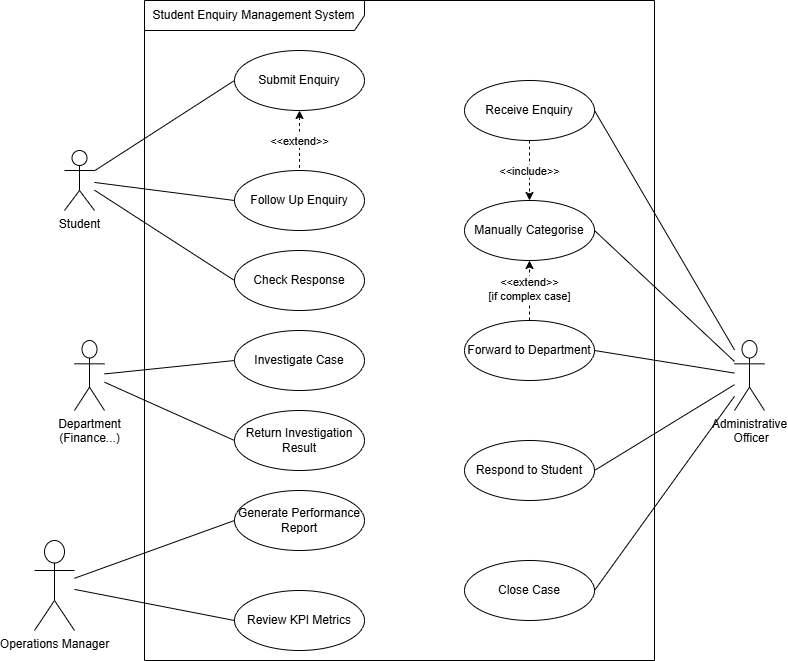 Student Enquiry Management System
Submit Enquiry
<<extend>>
Follow Up Enquiry
Check Response
Student
Investigate Case
Return Investigation
Result
Department
(Finance...)
Generate Performance
Report
Review KPI Metrics
Operations Manager
Receive Enquiry
<<include>>
Manually Categorise
<<extend>>
[if complex case]
Forward to Department
Respond to Student
Close Case
Administrative
Officer